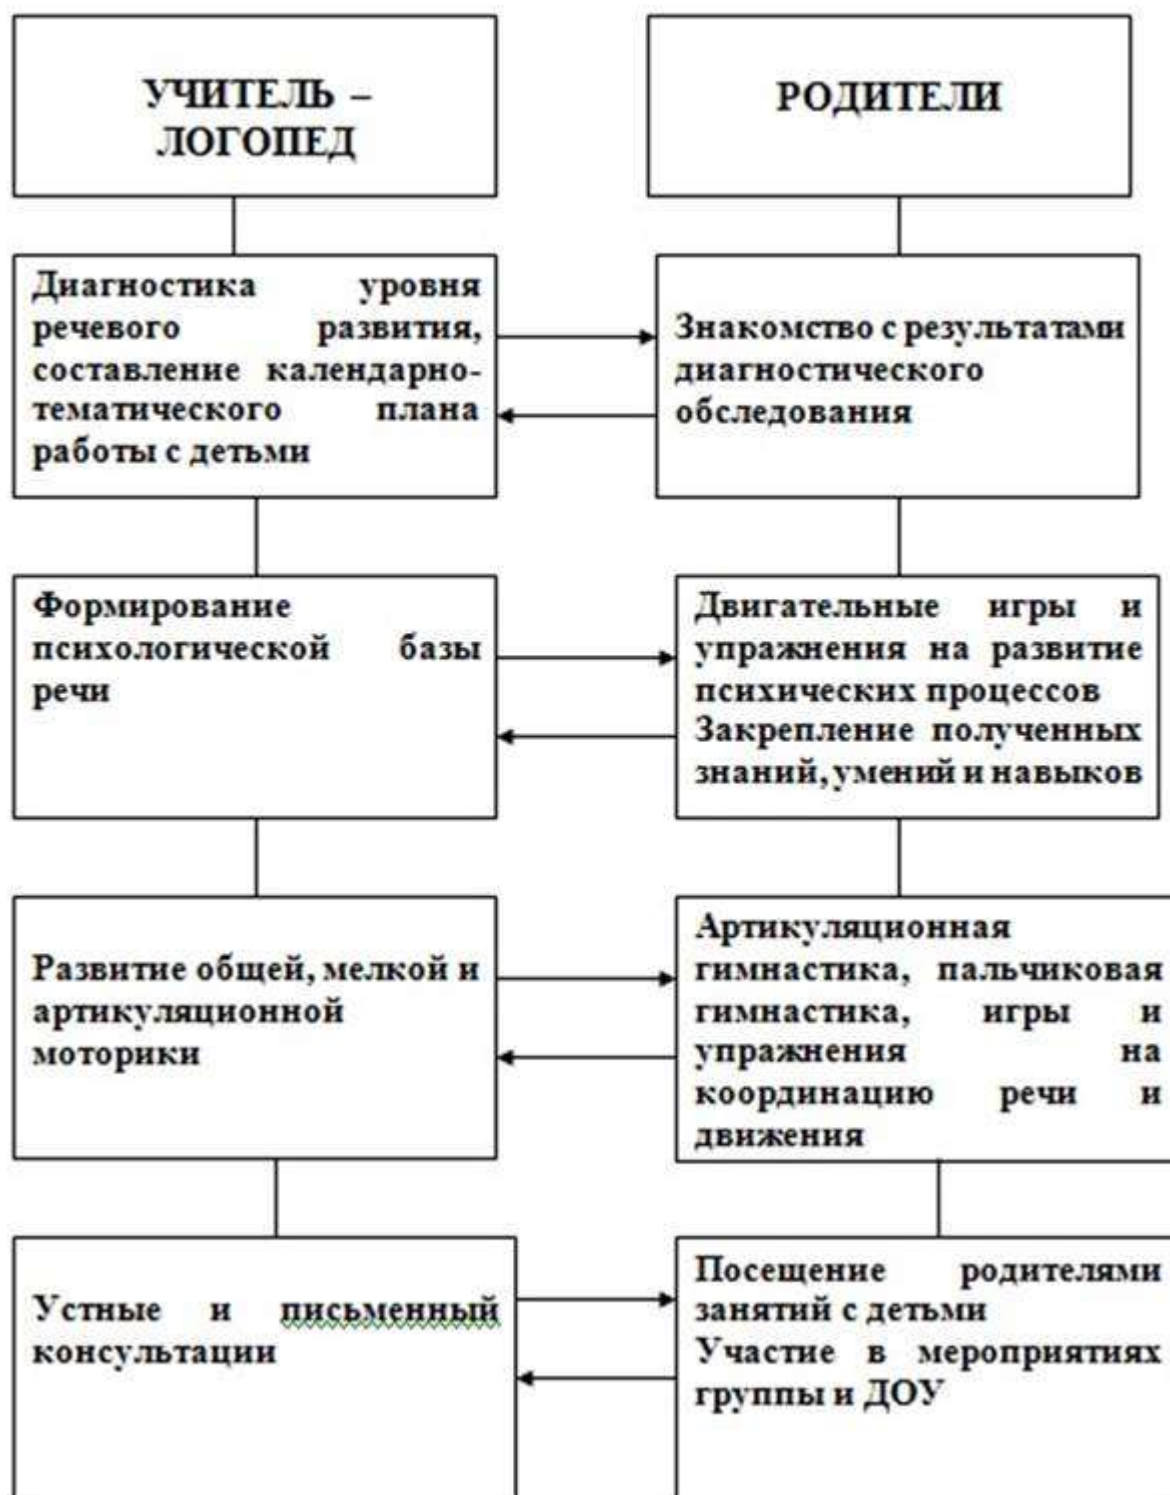 УЧИТЕЛЬ –
ЛОГОПЕД
РОДИТЕЛИ
Диагностика уровня
речевого развития,
составление календарно-
тематического плана
работы с детьми
Знакомство с результатами
диагностического
обследования
Формирование
психологической базы
речи
Двигательные игры и
упражнения на развитие
психических процессов
Закрепление полученных
знаний, умений и навыков
Развитие общей, мелкой и
артикуляционной
моторики
Артикуляционная
гимнастика, пальчиковая
гимнастика, игры и
упражнения на
координацию речи и
движения
Устные и письменный
консультации
Посещение родителями
занятий с детьми
Участие в мероприятиях
группы и ДОУ